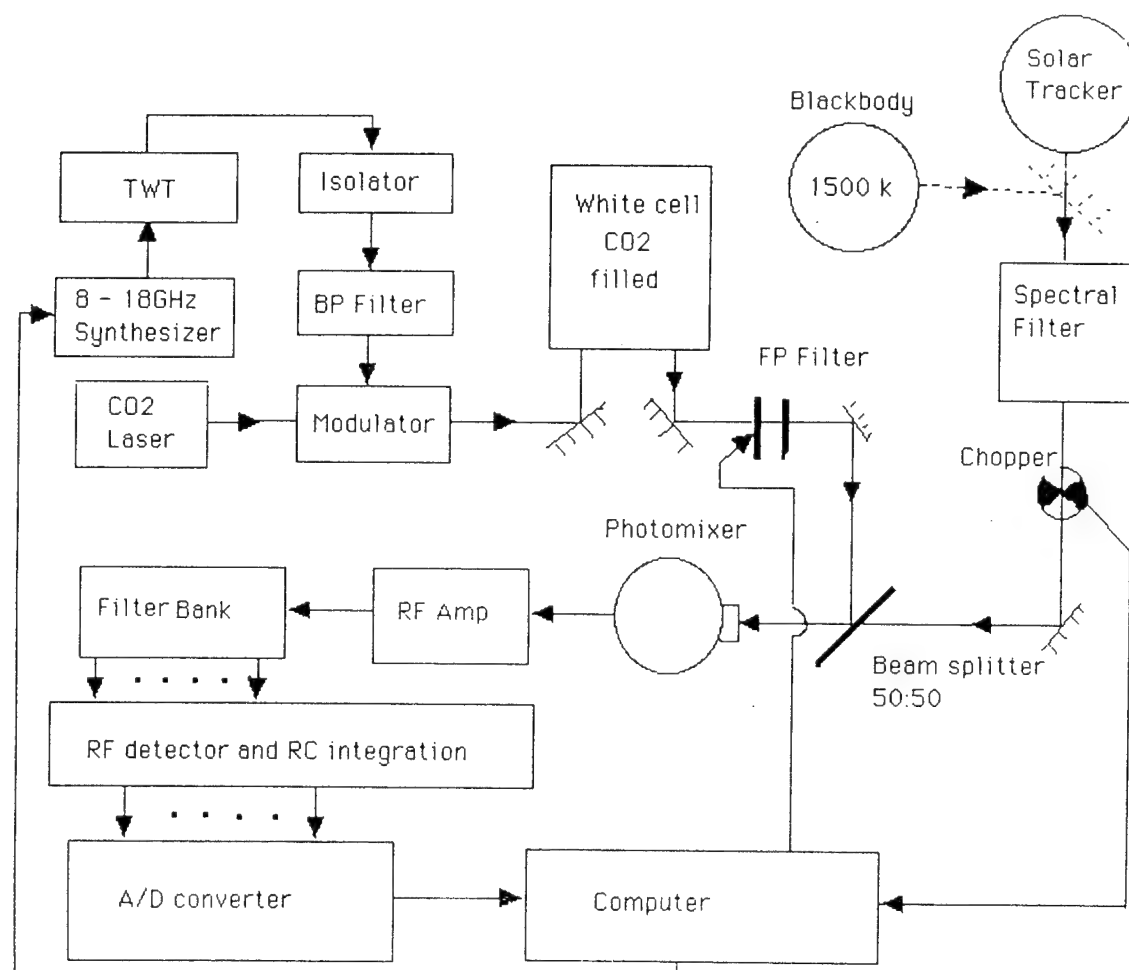 Solar
Tracker
Blackbody
1500 k
TWT
Isolator
White cell
CO2
filled
8 - 18GHz
Synthesizer
BP Filter
Spectral
Filter
FP Filter
CO2
Laser
Modulator
Chopper
Photomixer
Filter Bank
RF Amp
Beam splitter
50:50
RF detector and RC integration
A/D converter
Computer